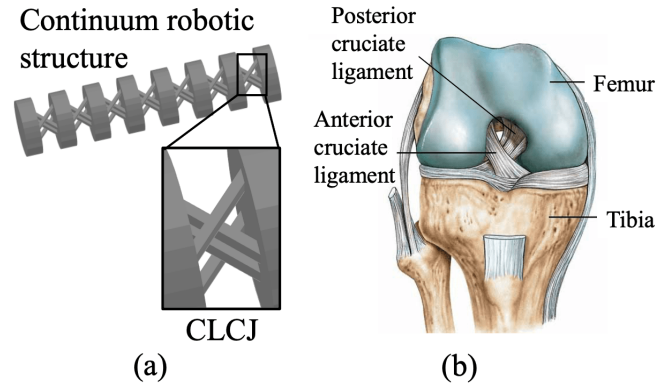 Continuum robotic
structure
CLCJ
(a)
Posterior
cruciate
ligament
Anterior
cruciate
ligament
Femur
Tibia
(b)